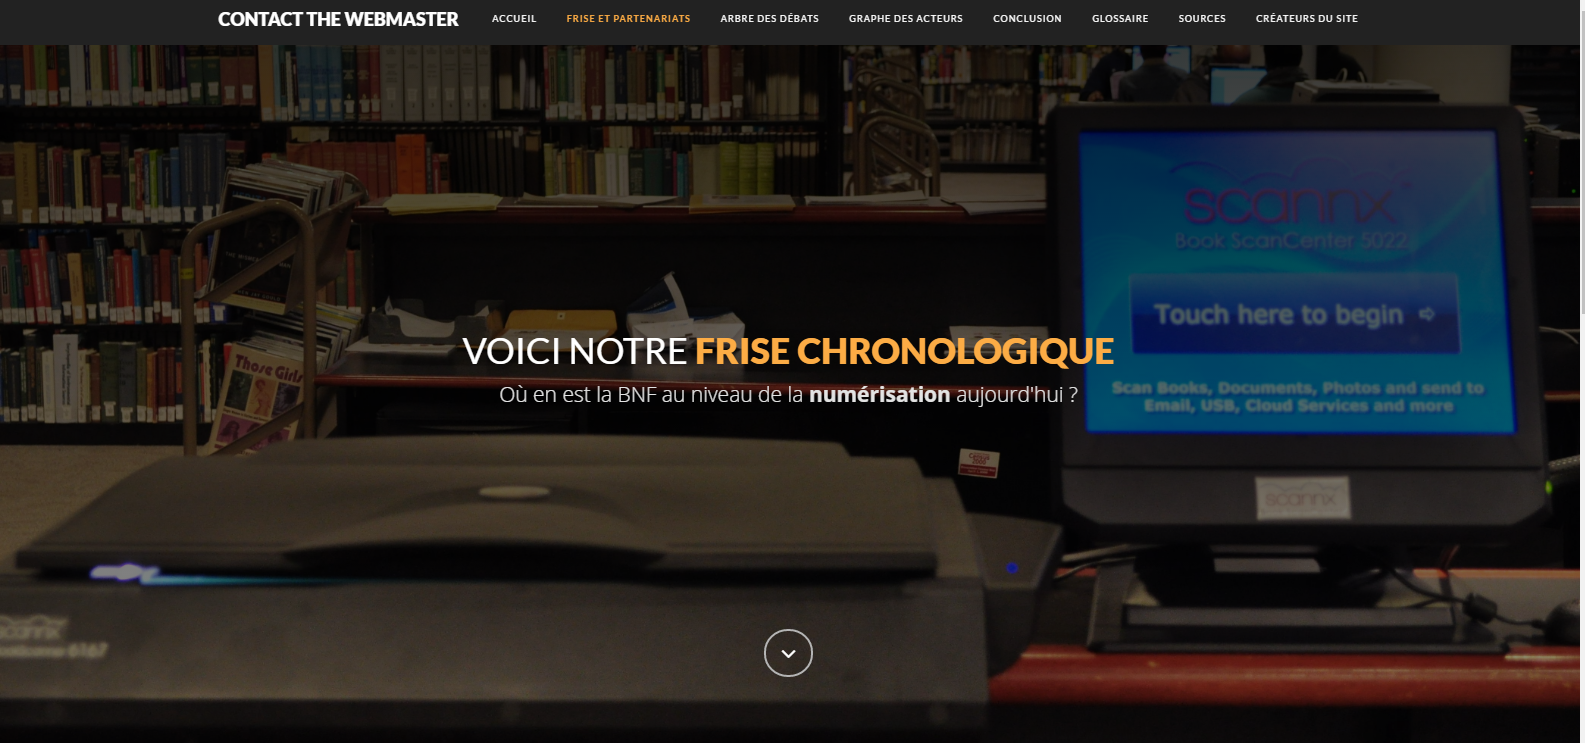 CONTACT THE WEBMASTER
ACCUEIL
FRISE ET PARTENARIATS
ARBRE DES DÉBATS
GRAPHE DES ACTEURS
CONCLUSION
GLOSSAIRE
SOURCES
CRÉATEURS DU SITE
scannx
Book ScanCenter 5022
Touch here to begin
VOICI NOTRE FRISE CHRONOLOGIQUE
Où en est la BNF au niveau de la numérisation aujourd'hui ?
Scan Books, Documents, Photos and send to
Email, USB, Cloud Services and more
Those Girls
scannx